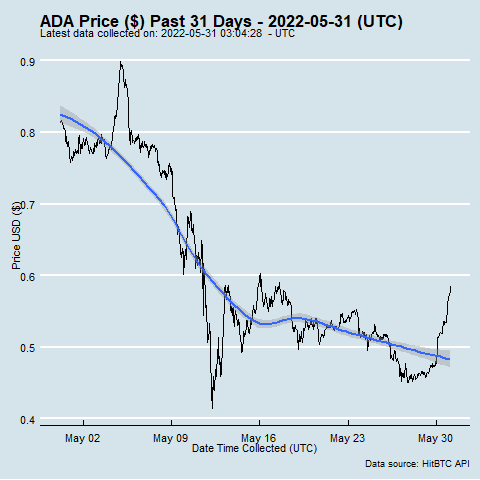 ADA Price ($) Past 31 Days - 2022-05-31 (UTC)
Latest data collected on: 2022-05-31 03:04:28 - UTC
0.9
0.8
0.7
0.6
0.5
0.4
Price USD ($)
May 02
May 09
May 16
May 23
May 30
Date Time Collected (UTC)
Data source: HitBTC API